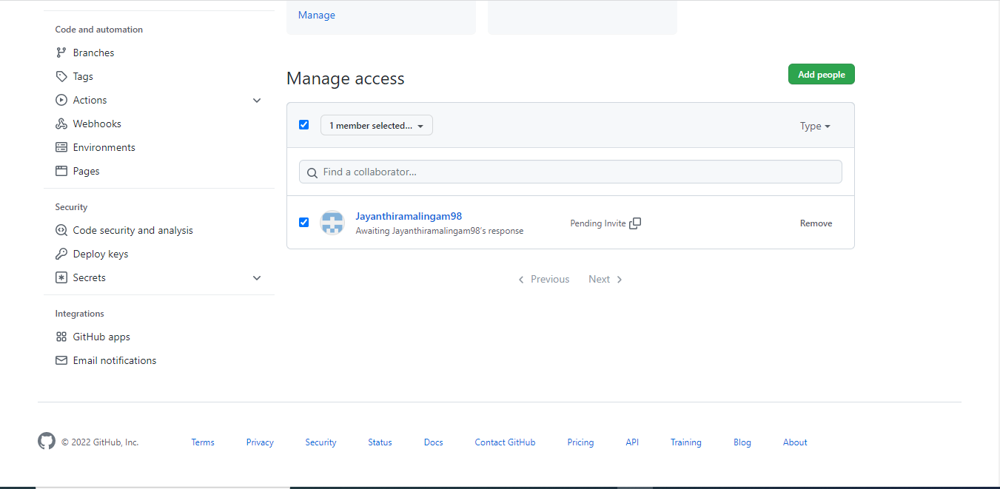 Code and automation
Branches
Tags
Actions
Webhooks
Environments
Pages
Security
Code security and analysis
Deploy keys
Secrets
Integrations
GitHub apps
Email notifications
Manage
Manage access
Add people
1 member selected...
Type
Find a collaborator...
Jayanthiramalingam98
Awaiting Jayanthiramalingam98's response
Pending Invite
Remove
Previous Next
© 2022 GitHub, Inc. Terms Privacy Security Status Docs Contact GitHub Pricing API Training Blog About